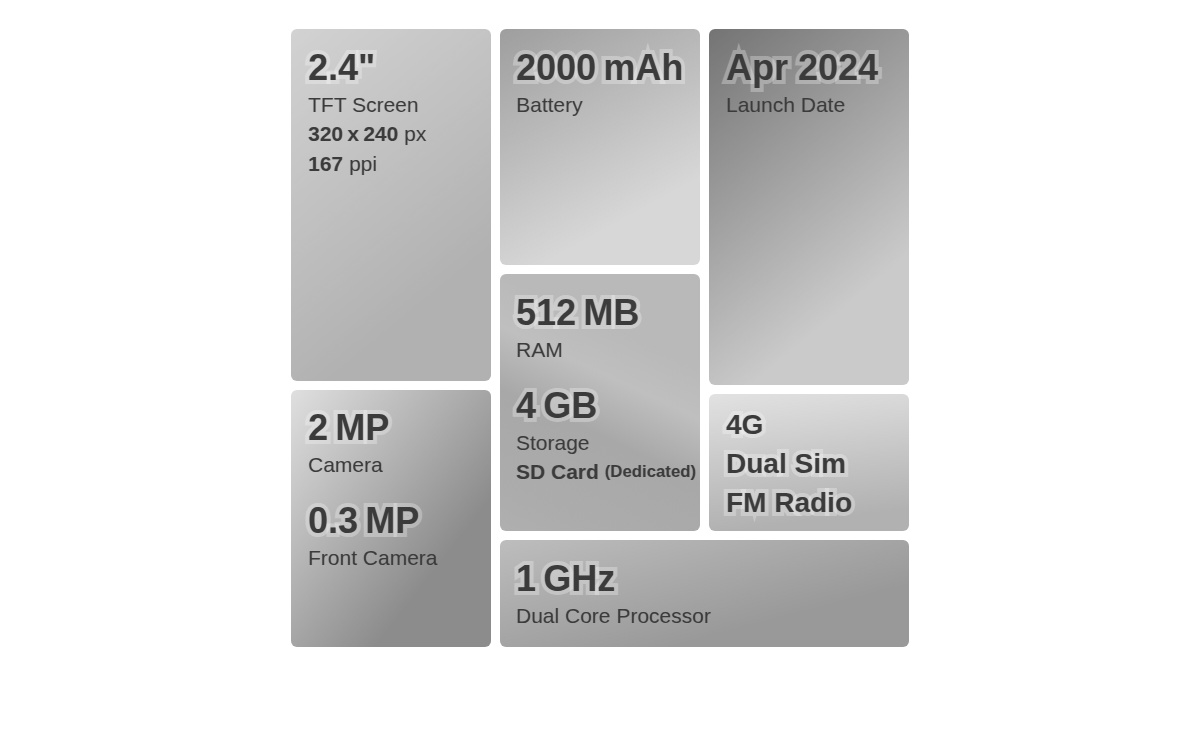 2.4"
TFT Screen
320 x 240 px
167 ppi
2000 mAh
Battery
Apr 2024
Launch Date
512 MB
RAM
4 GB
Storage
SD Card (Dedicated)
2 MP
Camera
0.3 MP
Front Camera
4G
Dual Sim
FM Radio
1 GHz
Dual Core Processor